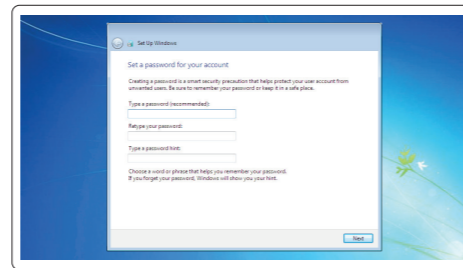 Set Up Windows
Set a password for your account
Creating a password is a smart security precaution that helps protect your user account from
unwanted users. Be sure to remember your password or keep it in a safe place.
Type a password (recommended):
Retype your password:
Type a password hint:
Choose a word or phrase that helps you remember your password.
If you forget your password, Windows will show you your hint.
Next